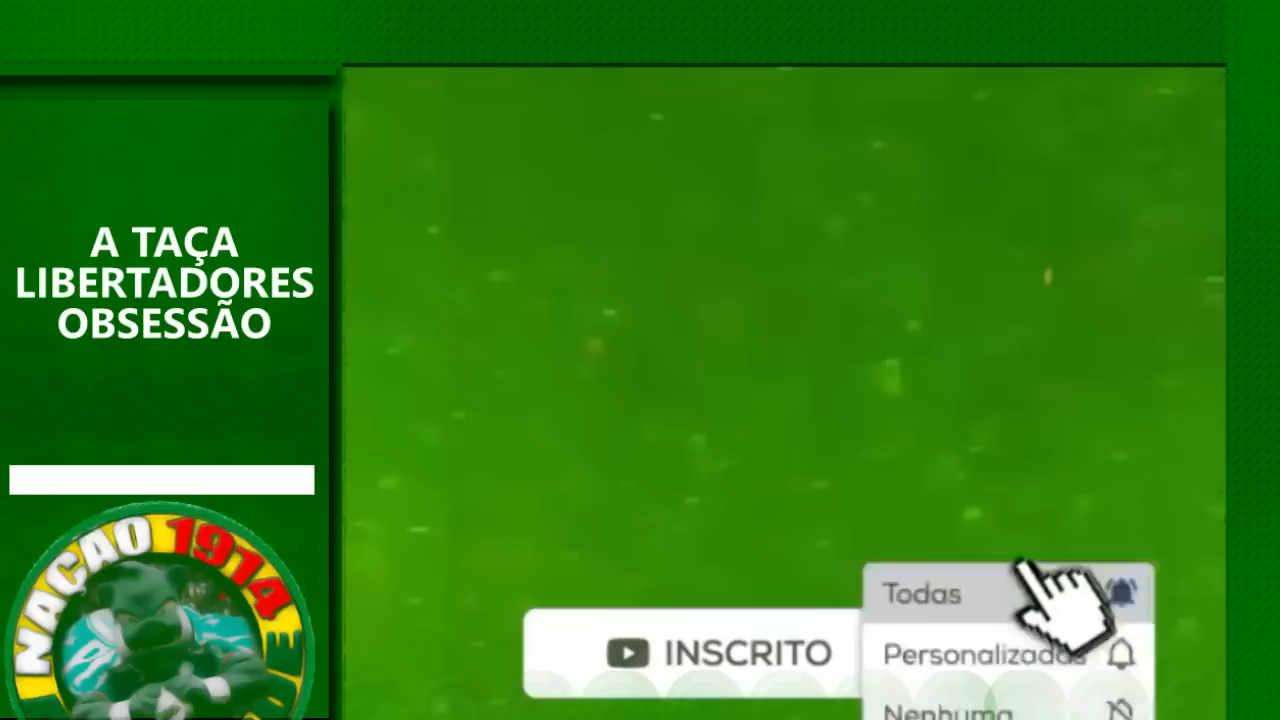 A TAÇA
LIBERTADORES
OBSESSÃO
NAÇÃO 1914
INSCRITO
Todas
Personalizadas
Nenhuma